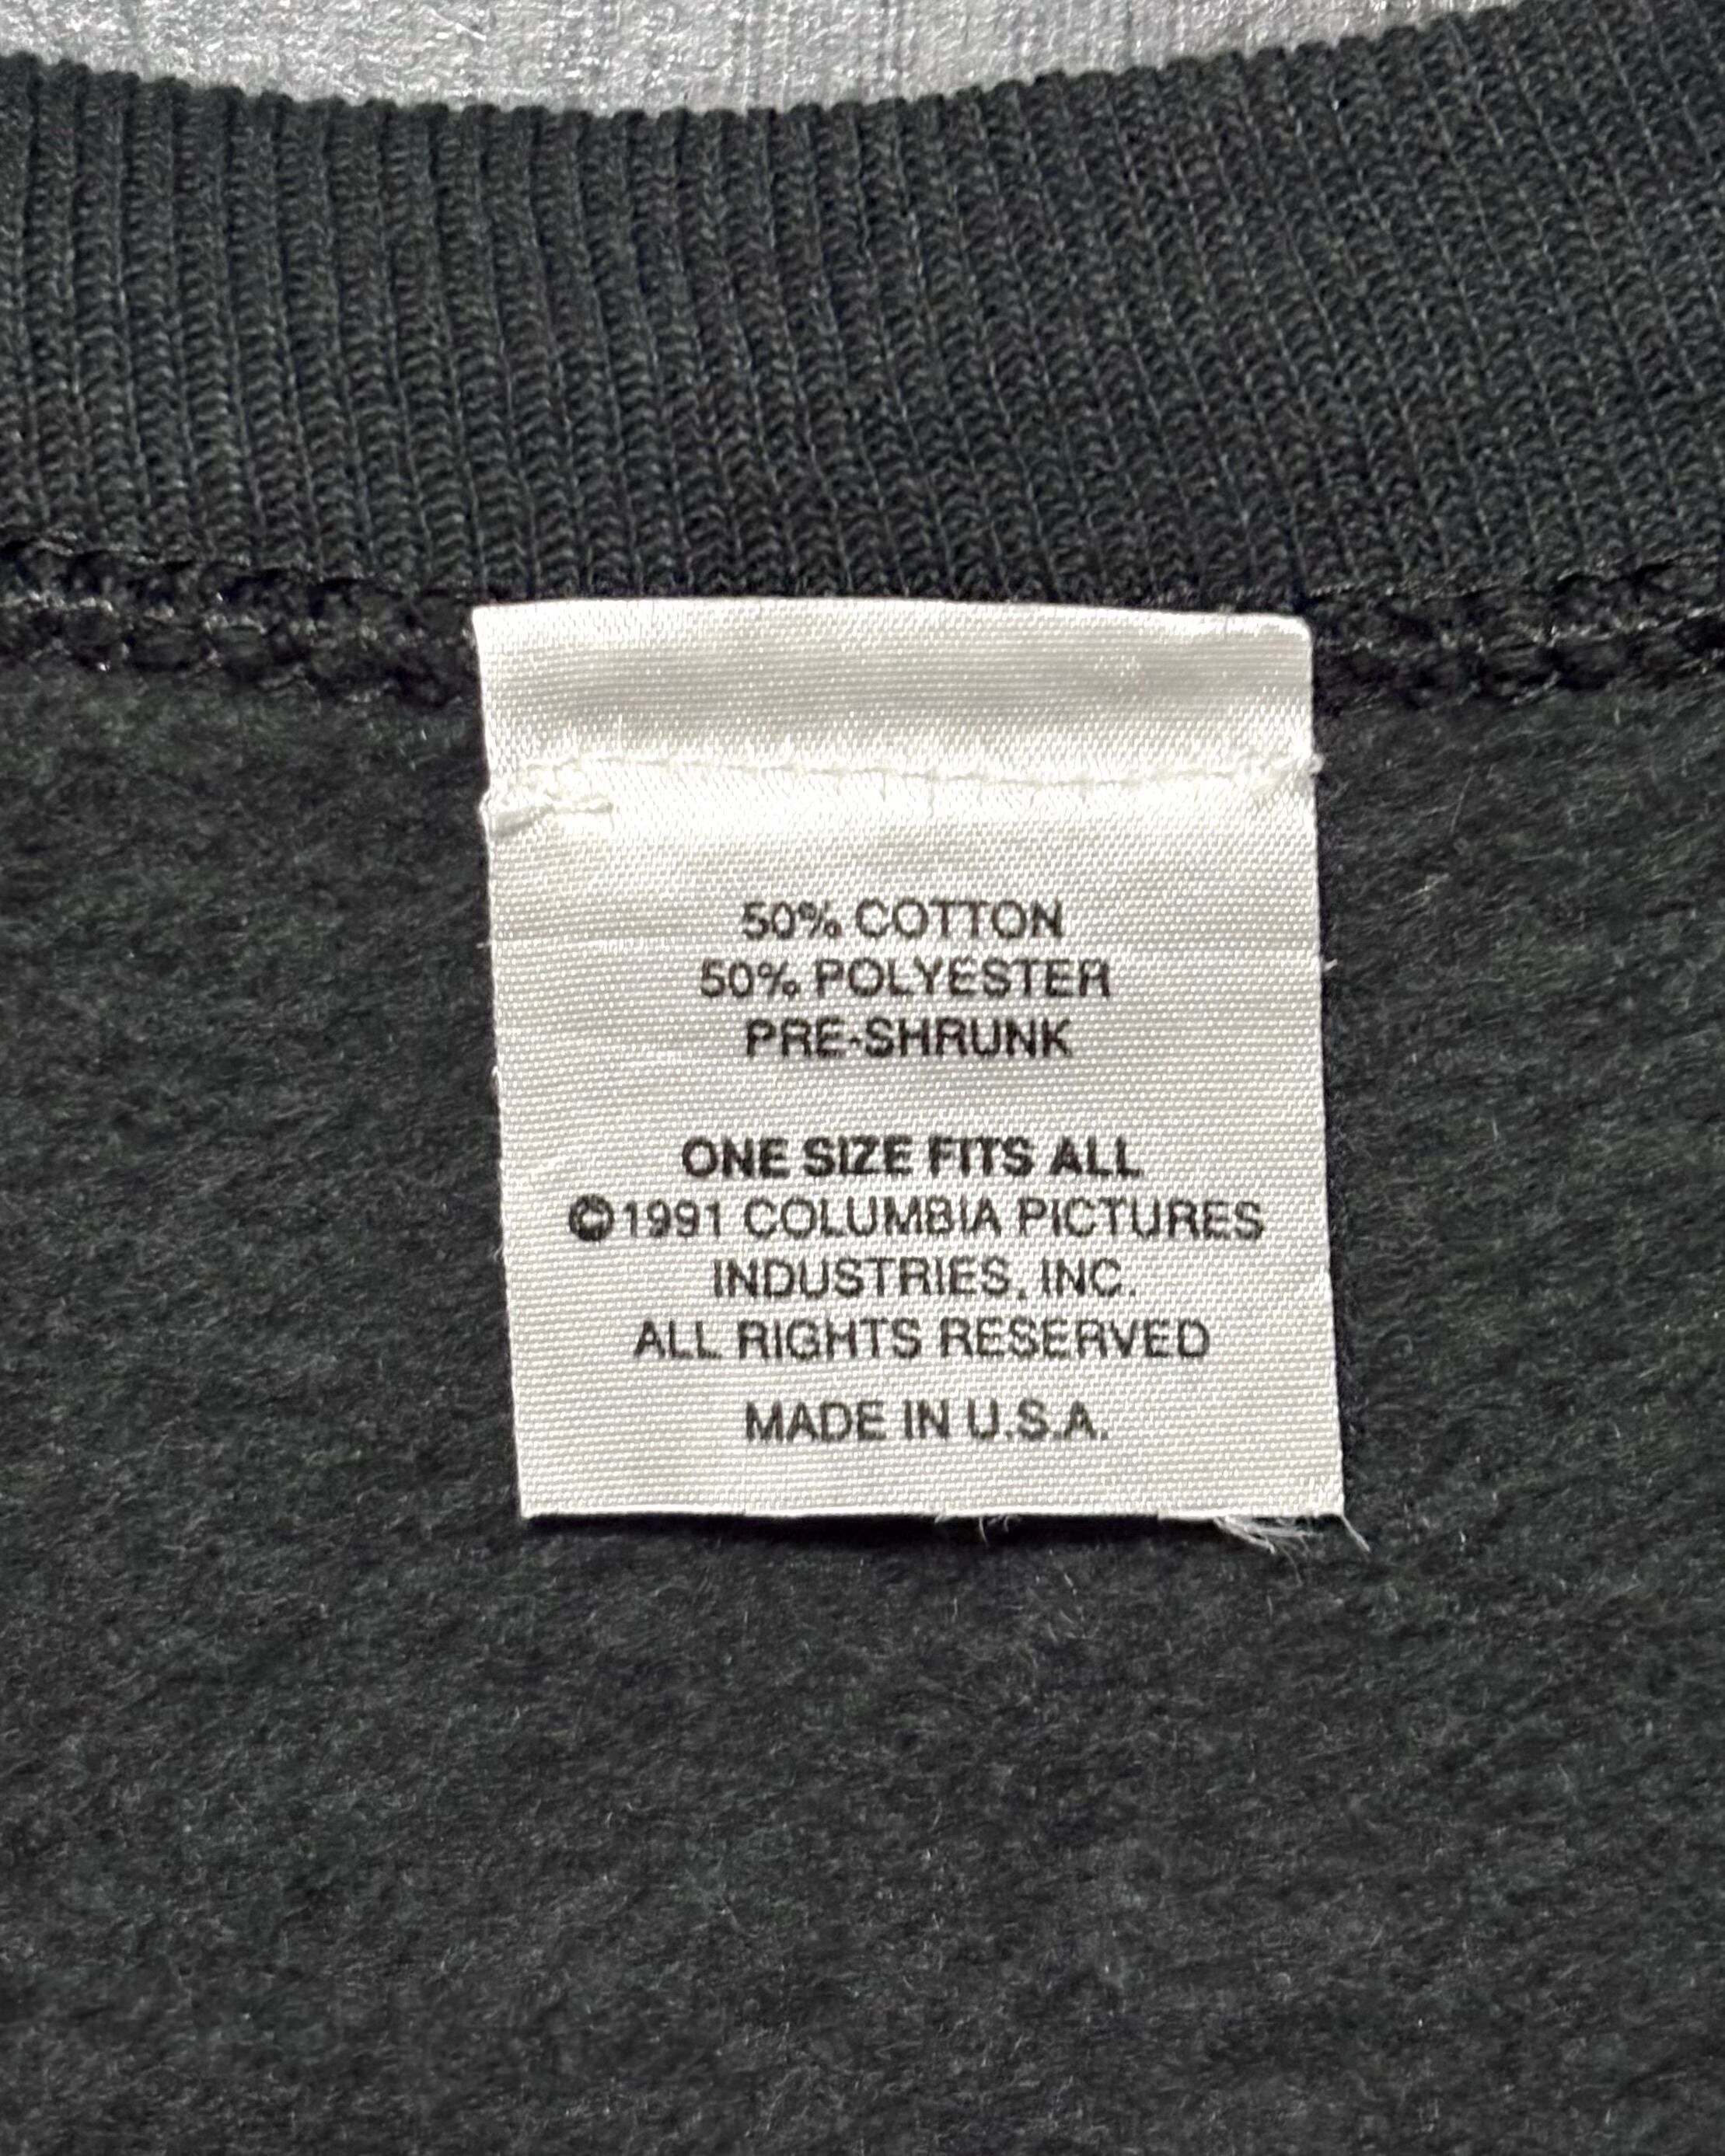 50% COTTON
50% POLYESTER
PRE-SHRUNK
ONE SIZE FITS ALL
©1991 COLUMBIA PICTURES
INDUSTRIES, INC.
ALL RIGHTS RESERVED
MADE IN U.S.A.